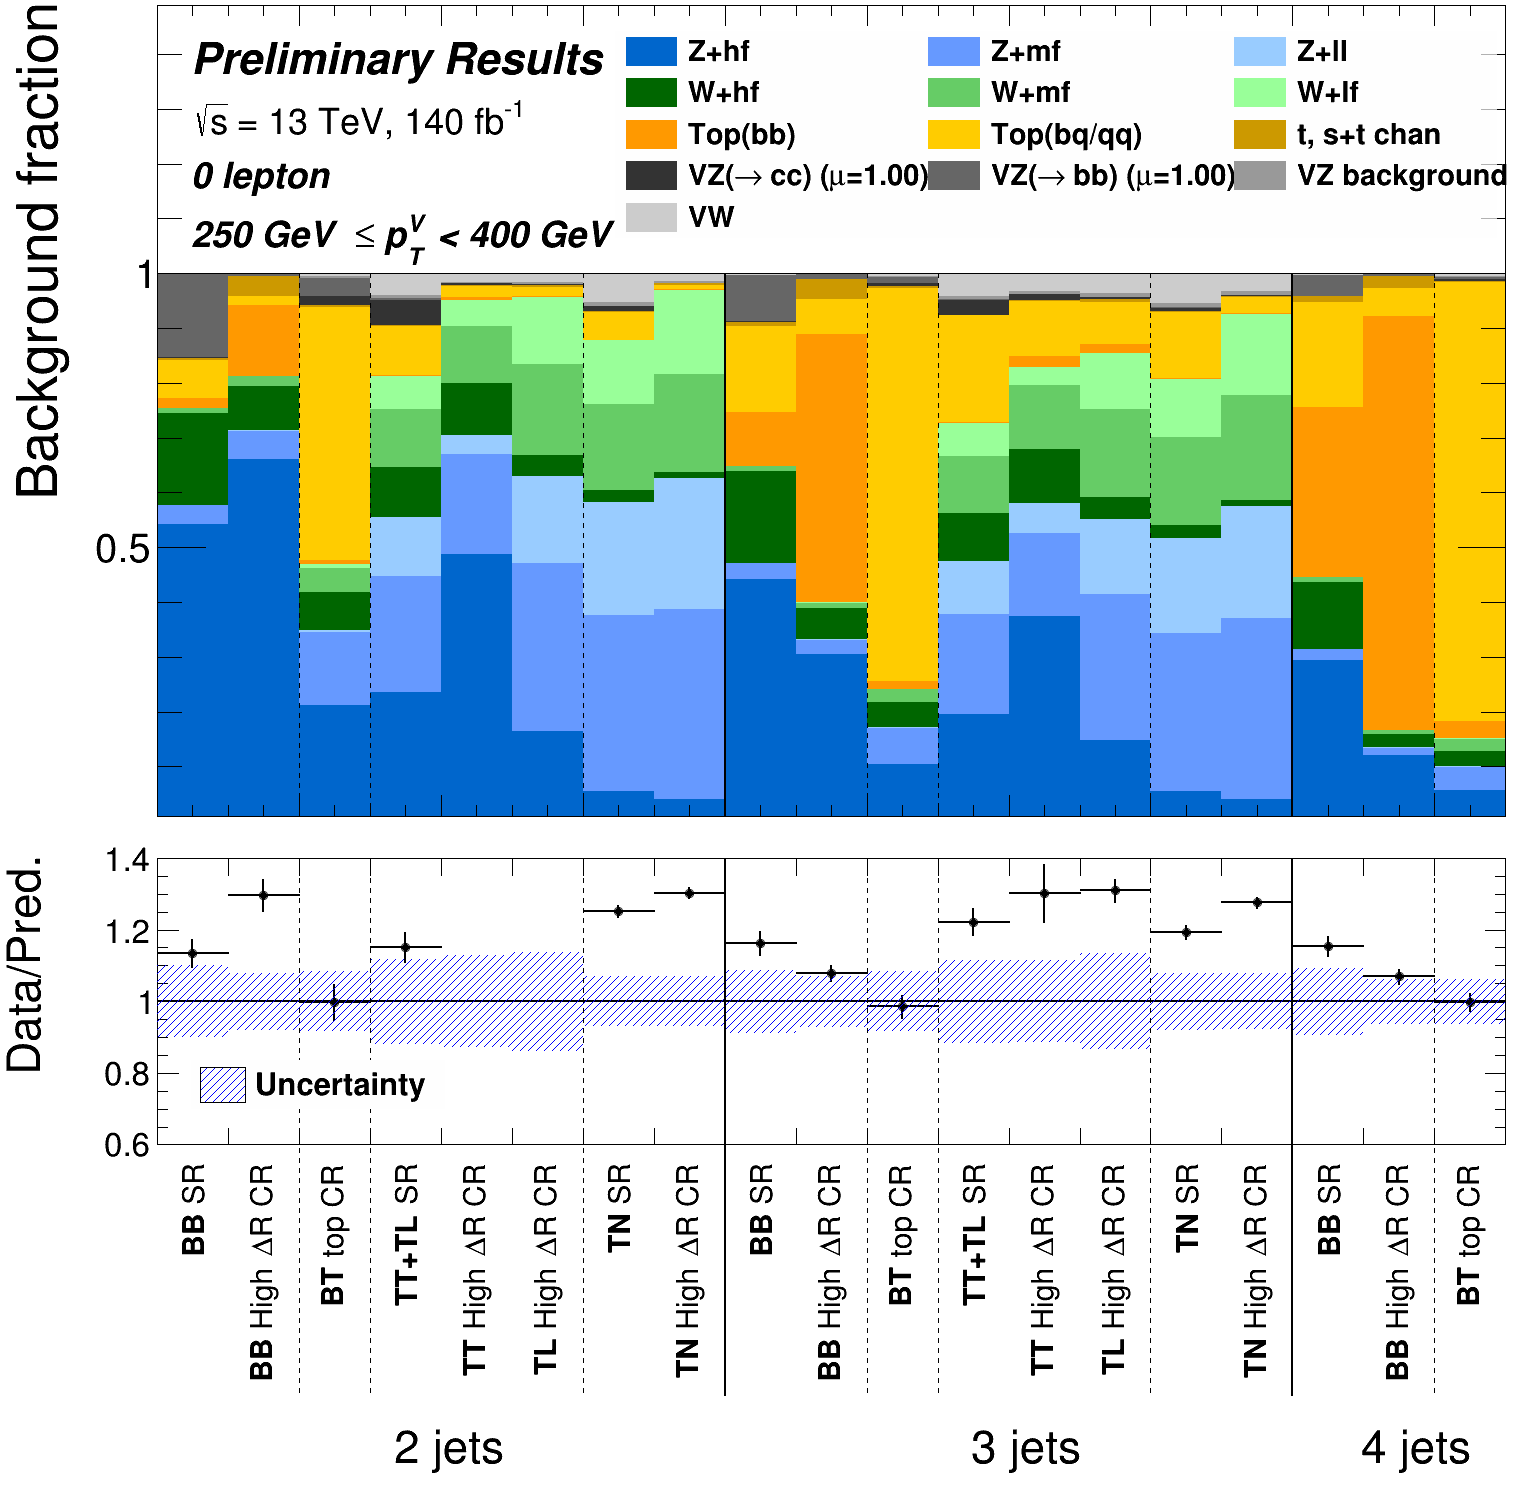 Background fraction
Preliminary Results
√s = 13 TeV, 140 fb⁻¹
0 lepton
250 GeV ≤ p_T^V < 400 GeV
Z+hf
Z+mf
Z+ll
W+hf
W+mf
W+lf
Top(bb)
Top(bq/qq)
t, s+t chan
VZ(→ cc) (μ=1.00)
VZ(→ bb) (μ=1.00)
VZ background
VW
1
0.5
Data/Pred.
1.4
1.2
1
0.8
0.6
Uncertainty
BB SR
BB High ΔR CR
BT top CR
TT+TL SR
TT High ΔR CR
TL High ΔR CR
TN SR
TN High ΔR CR
BB SR
BB High ΔR CR
BT top CR
TT+TL SR
TT High ΔR CR
TL High ΔR CR
TN SR
TN High ΔR CR
BB SR
BB High ΔR CR
BT top CR
2 jets
3 jets
4 jets